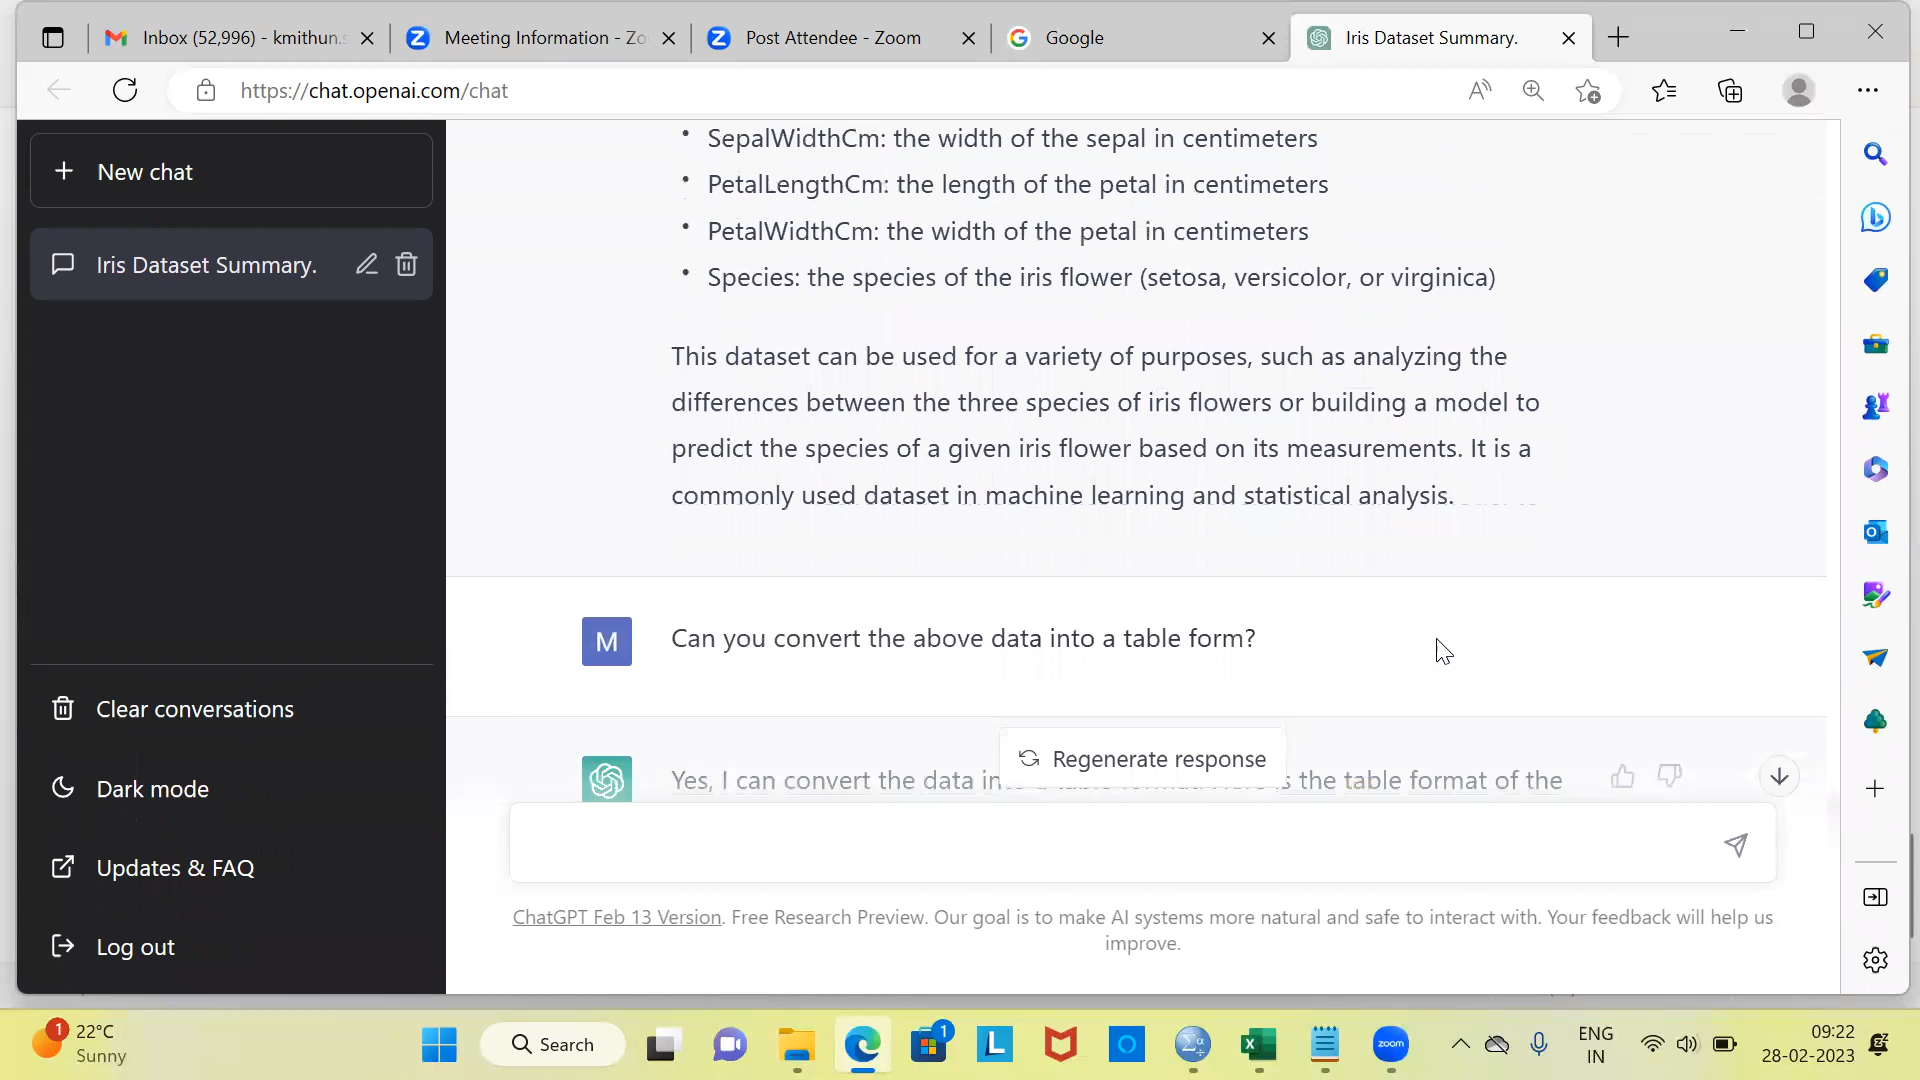 Inbox (52,996) - kmithun.s
Meeting Information - Zo
Post Attendee - Zoom
Google
Iris Dataset Summary.
https://chat.openai.com/chat
New chat
Iris Dataset Summary.
Clear conversations
Dark mode
Updates & FAQ
Log out
• SepalWidthCm: the width of the sepal in centimeters
• PetalLengthCm: the length of the petal in centimeters
• PetalWidthCm: the width of the petal in centimeters
• Species: the species of the iris flower (setosa, versicolor, or virginica)
This dataset can be used for a variety of purposes, such as analyzing the
differences between the three species of iris flowers or building a model to
predict the species of a given iris flower based on its measurements. It is a
commonly used dataset in machine learning and statistical analysis.
M
Can you convert the above data into a table form?
Yes, I can convert the data in the table format of the
Regenerate response
ChatGPT Feb 13 Version. Free Research Preview. Our goal is to make AI systems more natural and safe to interact with. Your feedback will help us
improve.
1
22°C
Sunny
Search
1
L
zoom
ENG
IN
09:22
28-02-2023